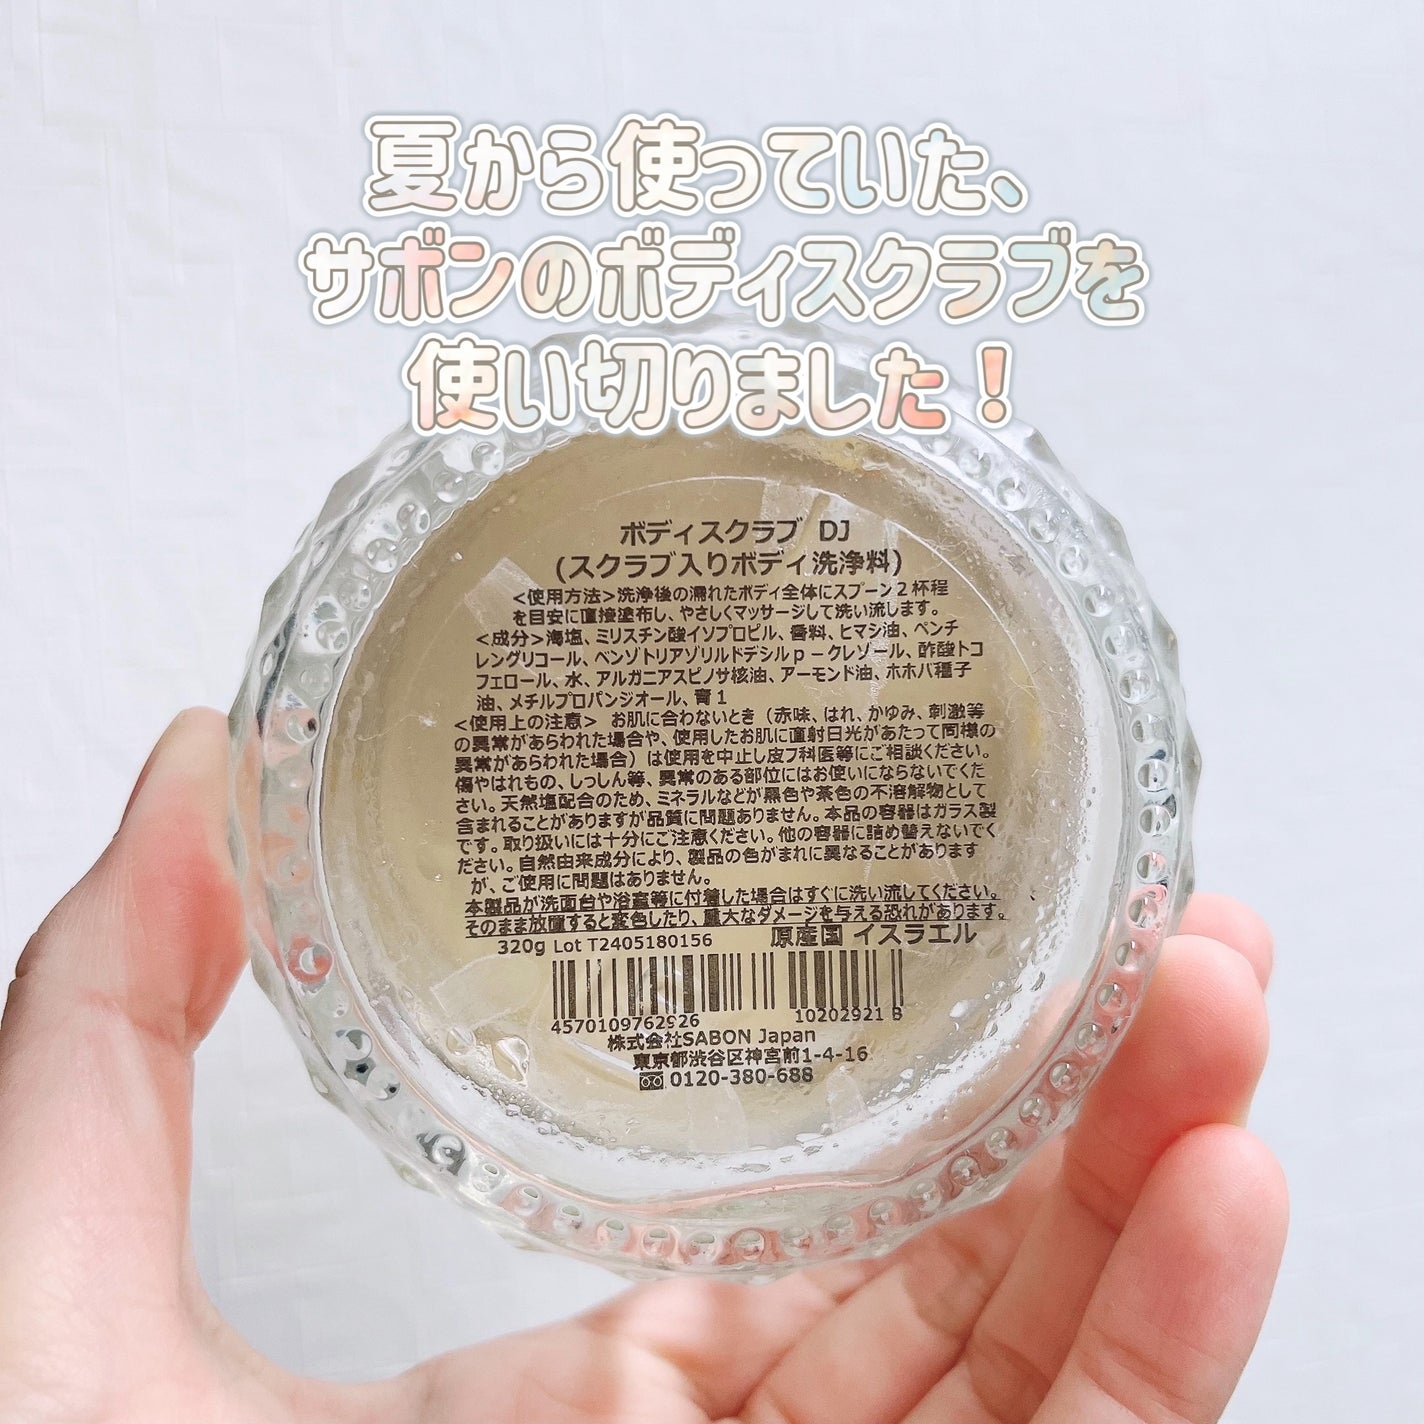 夏から使っていた、
サボンのボディスクラブを
使い切りました！
ボディスクラブ DJ
(スクラブ入りボディ洗浄料)
<使用方法>洗浄後の濡れたボディ全体にスプーン2杯程
を目安に直接塗布し、やさしくマッサージして洗い流します。
<成分>海塩、ミリスチン酸イソプロピル、香料、ヒマシ油、ペンチ
レングリコール、ベンゾトリアゾリルドデシルp－クレゾール、酢酸トコ
フェロール、水、アルガニアスピノサ核油、アーモンド油、ホホバ種子
油、メチルプロパンジオール、青1
<使用上の注意> お肌に合わないとき（赤味、はれ、かゆみ、刺激等
の異常があらわれた場合や、使用したお肌に直射日光があたって同様の
異常があらわれた場合）は使用を中止し皮フ科医等にご相談ください。
傷やはれもの、しっしん等、異常のある部位にはお使いにならないでくだ
さい。天然塩配合のため、ミネラルなどが黒色や茶色の不溶解物として
含まれることがありますが品質に問題ありません。本品の容器はガラス製
です。取り扱いには十分にご注意ください。他の容器に詰め替えないでく
ださい。自然由来成分により、製品の色がまれに異なることがあります
が、ご使用に問題はありません。
本製品が洗面台や浴室等に付着した場合はすぐに洗い流してください。
そのまま放置すると変色したり、重大なダメージを与える恐れがあります。
320g Lot T2405180156 原産国 イスラエル
4570109762926 10202921 B
株式会社SABON Japan
東京都渋谷区神宮前1-4-16
0120-380-688